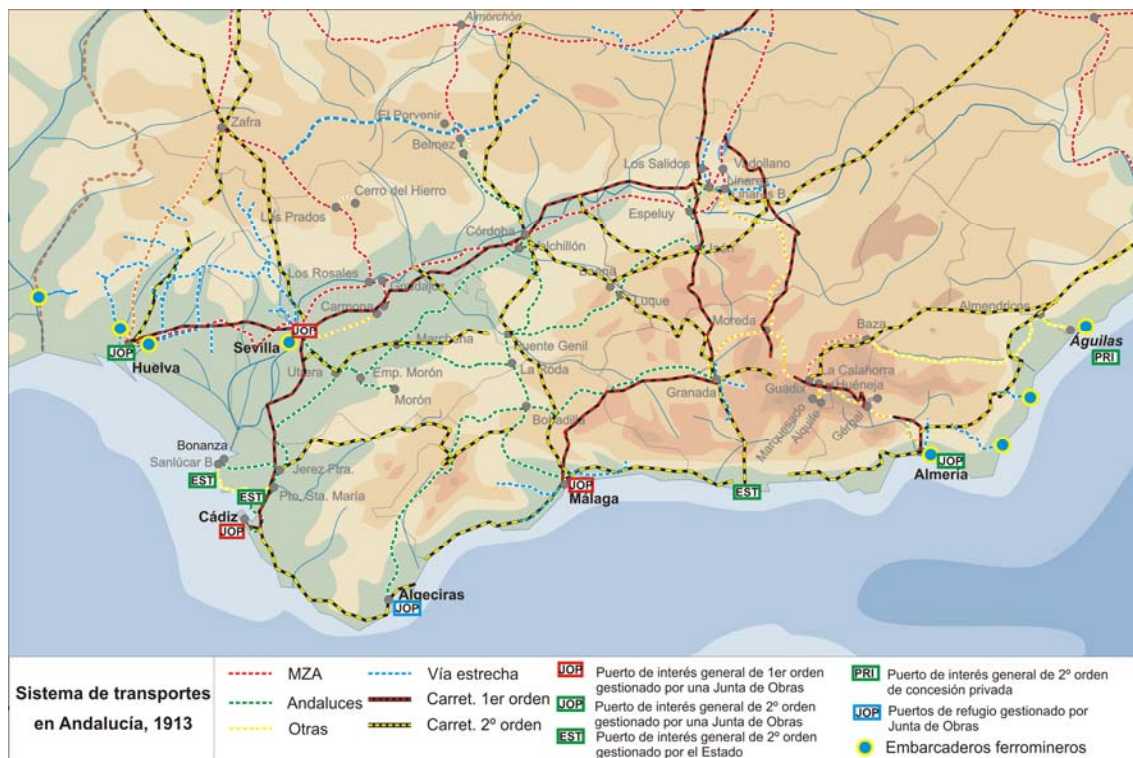 Almorchón
Zafra
El Porvenir
Belmez
Los Salidos
Vadollano
Linares
Linares B.
Cerro del Hierro
Los Prados
Espeluy
Córdoba
Valchillón
Jaén
Los Rosales
Guadajoz
Baena
Luque
Carmona
Almendricos
JOP
Sevilla
Marchena
Puente Genil
Moreda
Baza
Águilas
PRI
JOP
Huelva
Utrera
Emp. Morón
La Roda
La Calahorra
Morón
Granada
Guadix
Huéneja
Bobadilla
Marquesado
Alquife
Gérgal
Bonanza
Sanlúcar B.
Jerez Ftra.
JOP
Almería
EST
EST
Pto. Sta. María
JOP
Málaga
EST
Cádiz
JOP
Algeciras
JOP
Sistema de transportes
en Andalucía, 1913
MZA
Andaluces
Otras
Vía estrecha
Carret. 1er orden
Carret. 2º orden
JOP Puerto de interés general de 1er orden
gestionado por una Junta de Obras
JOP Puerto de interés general de 2º orden
gestionado por una Junta de Obras
EST Puerto de interés general de 2º orden
gestionado por el Estado
PRI Puerto de interés general de 2º orden
de concesión privada
JOP Puertos de refugio gestionado por
Junta de Obras
Embarcaderos ferromineros